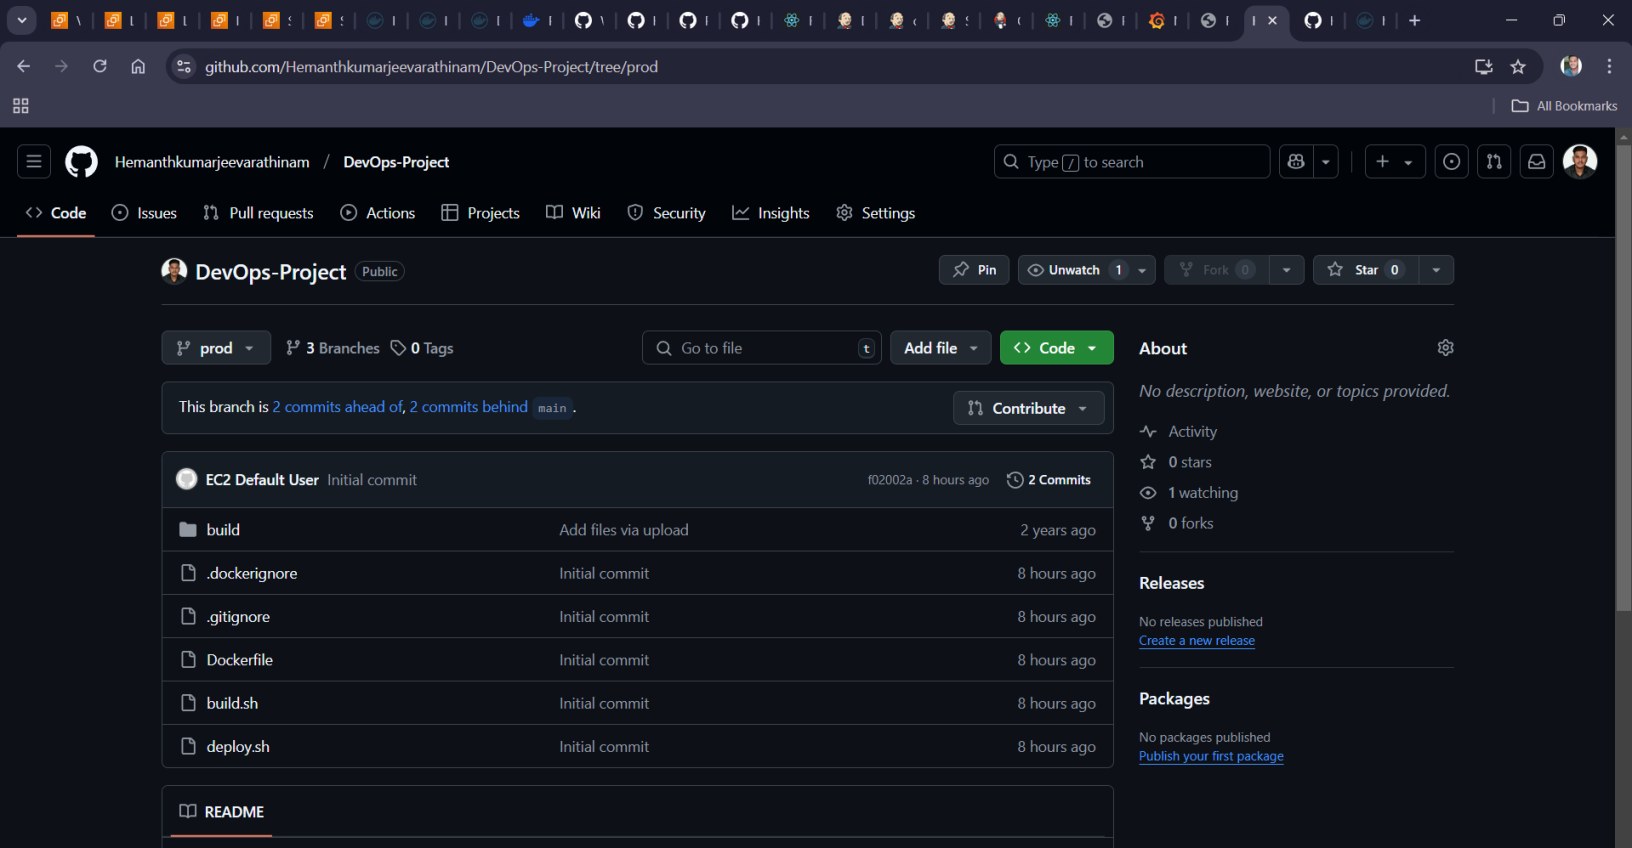 github.com/Hemanthkumarjeevarathinam/DevOps-Project/tree/prod
All Bookmarks
Hemanthkumarjeevarathinam / DevOps-Project
Type / to search
Code Issues Pull requests Actions Projects Wiki Security Insights Settings
DevOps-Project Public
Pin Unwatch 1 Fork 0 Star 0
prod 3 Branches 0 Tags Go to file t Add file Code
About
No description, website, or topics provided.
This branch is 2 commits ahead of, 2 commits behind main .
Contribute
Activity
0 stars
1 watching
0 forks
EC2 Default User Initial commit f02002a · 8 hours ago 2 Commits
build Add files via upload 2 years ago
.dockerignore Initial commit 8 hours ago
.gitignore Initial commit 8 hours ago
Dockerfile Initial commit 8 hours ago
build.sh Initial commit 8 hours ago
deploy.sh Initial commit 8 hours ago
Releases
No releases published
Create a new release
Packages
No packages published
Publish your first package
README